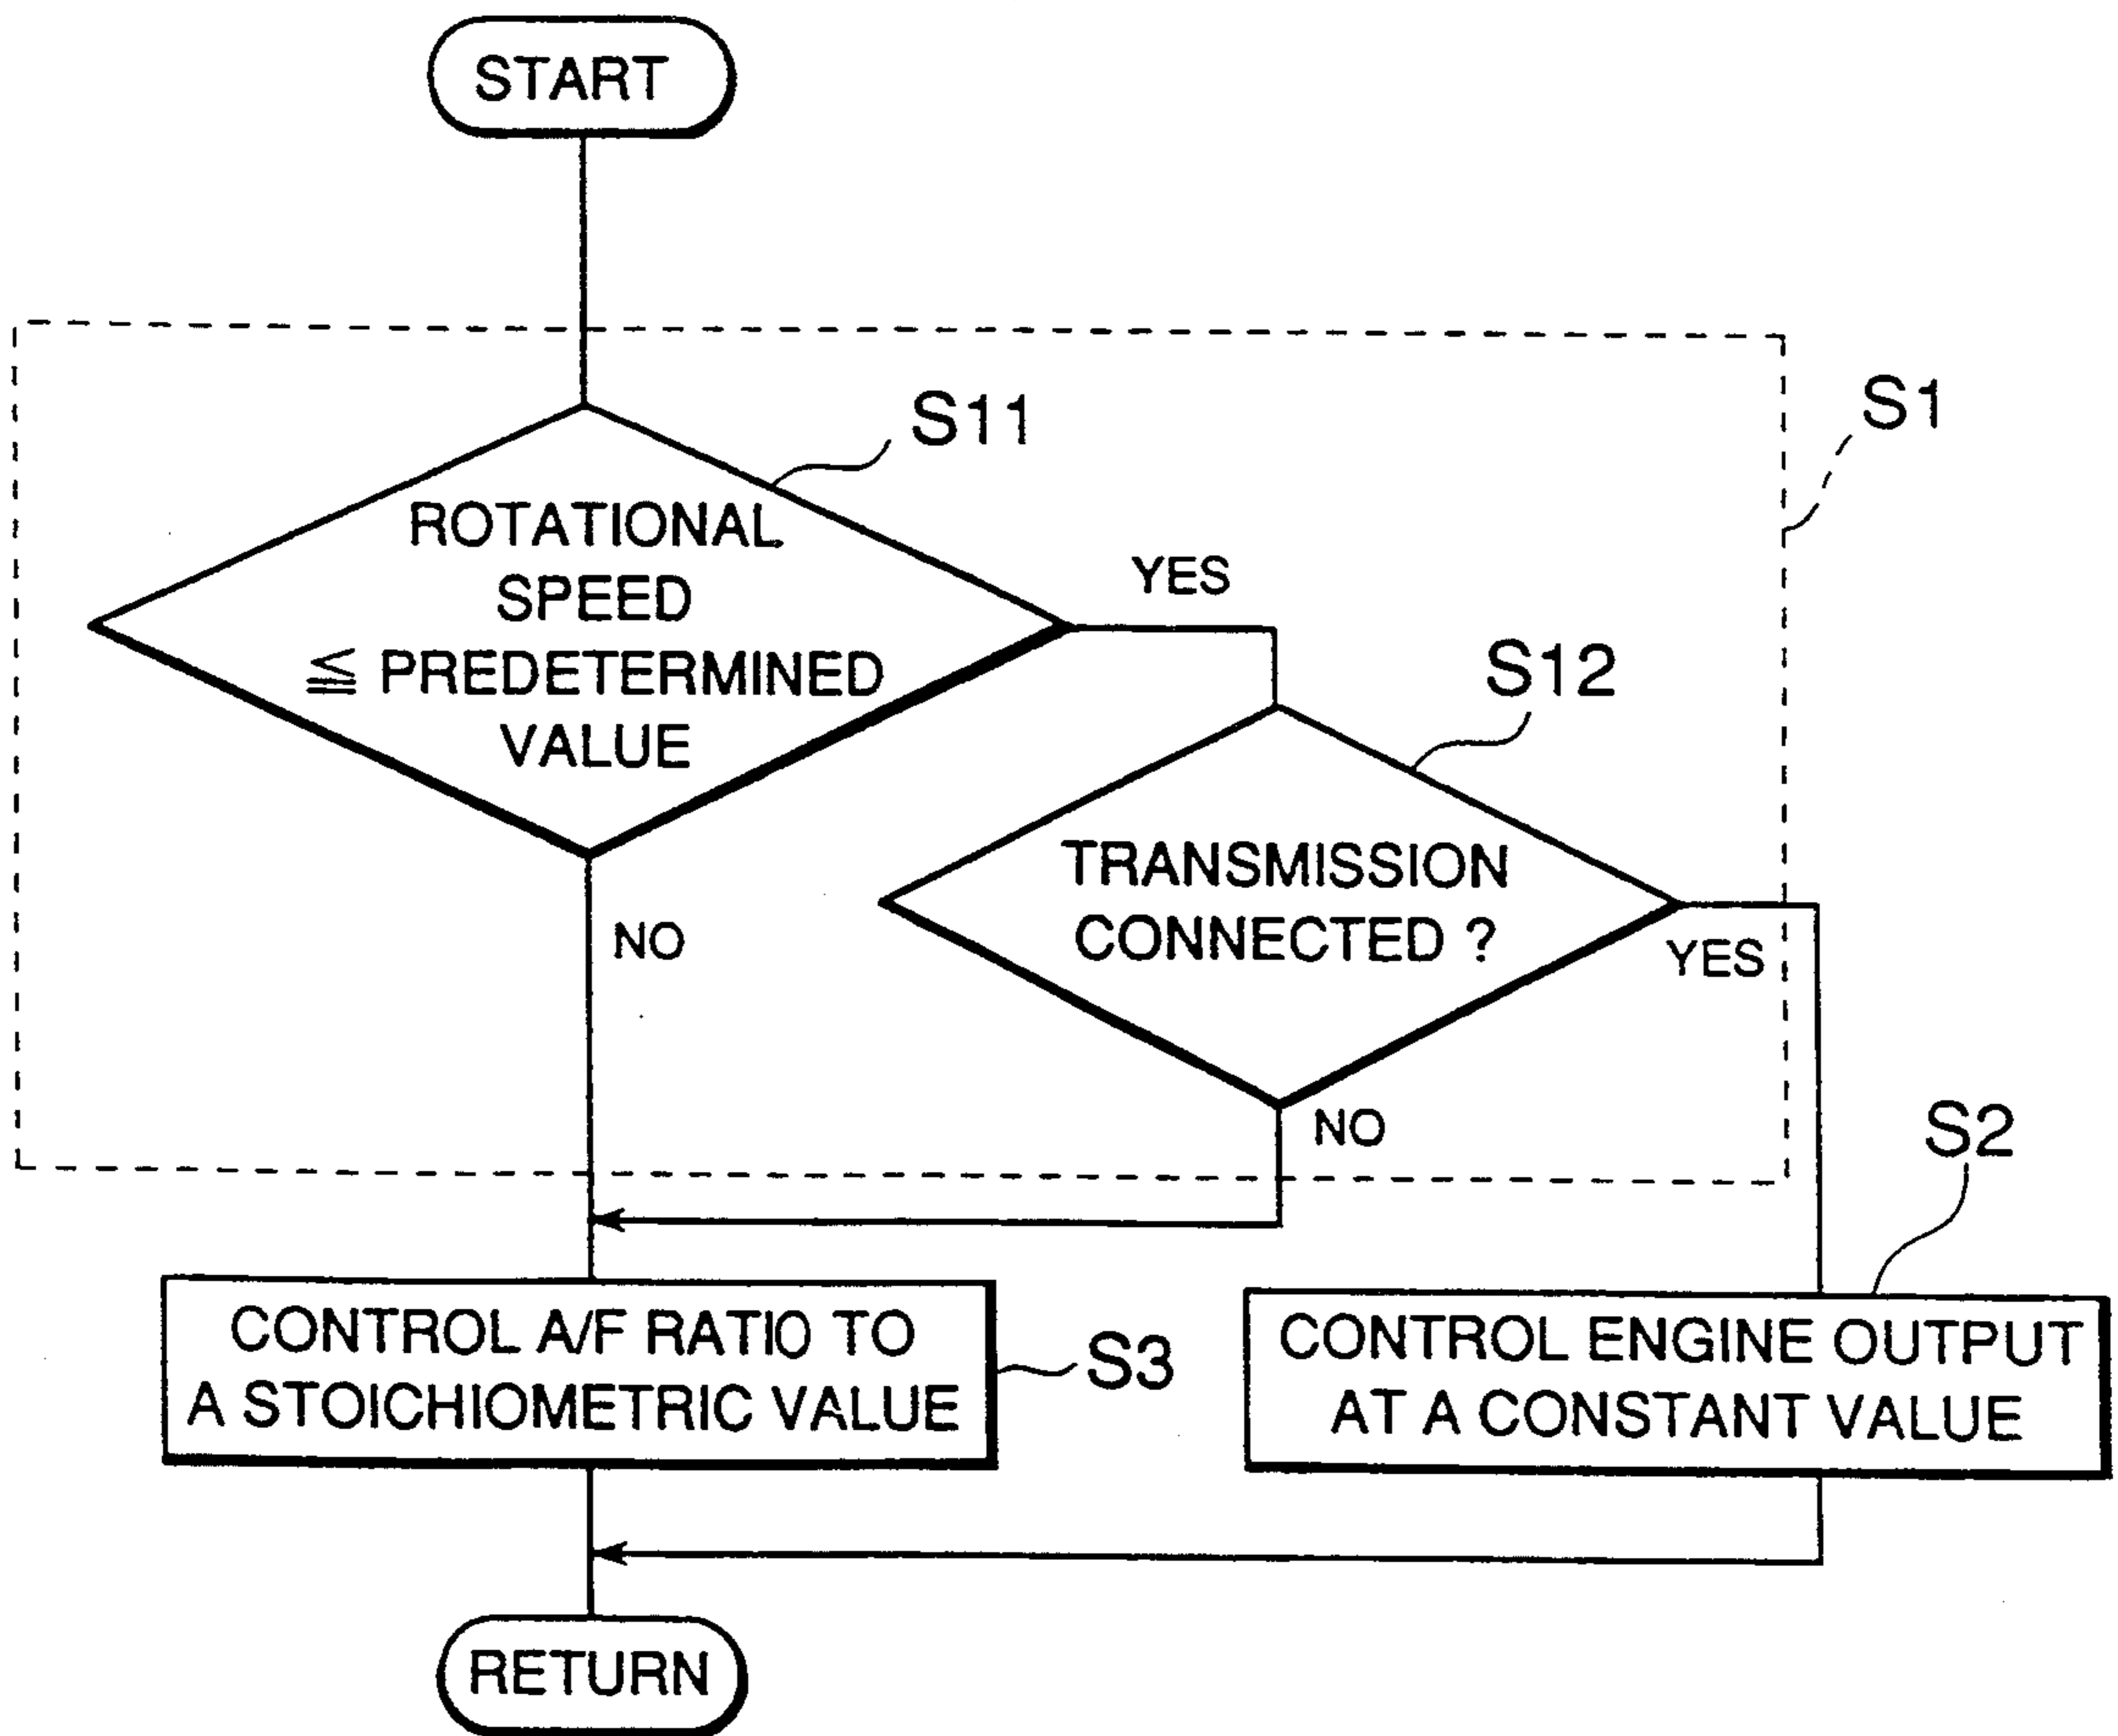 START
S1
S11
ROTATIONAL
SPEED
≦ PREDETERMINED
VALUE
YES
NO
S12
TRANSMISSION
CONNECTED ?
YES
NO
S2
CONTROL A/F RATIO TO
A STOICHIOMETRIC VALUE
S3
CONTROL ENGINE OUTPUT
AT A CONSTANT VALUE
RETURN